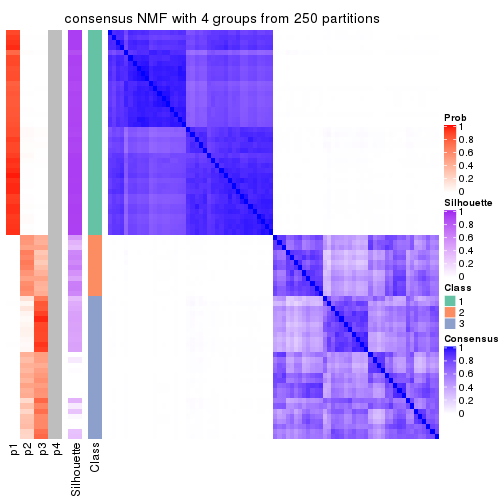 consensus NMF with 4 groups from 250 partitions
Prob
1
0.8
0.6
0.4
0.2
0
Silhouette
1
0.8
0.6
0.4
0.2
0
Class
1
2
3
Consensus
1
0.8
0.6
0.4
0.2
0
p1
p2
p3
p4
Silhouette
Class